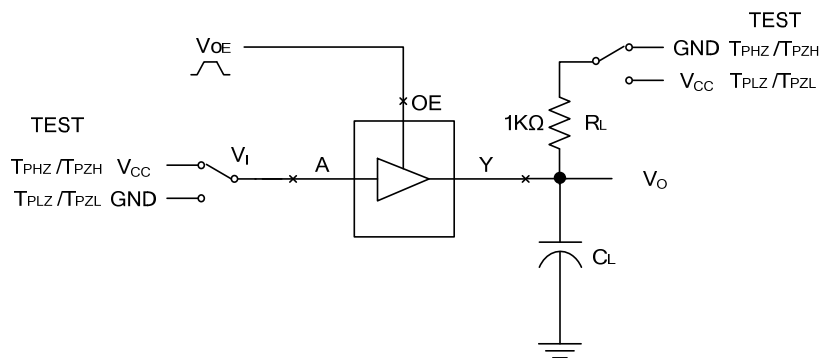 TEST
VOE
GND TPHZ /TPZH
VCC TPLZ /TPZL
OE
1KΩ RL
TEST
TPHZ /TPZH VCC
VI
A
Y
VO
TPLZ /TPZL GND
CL